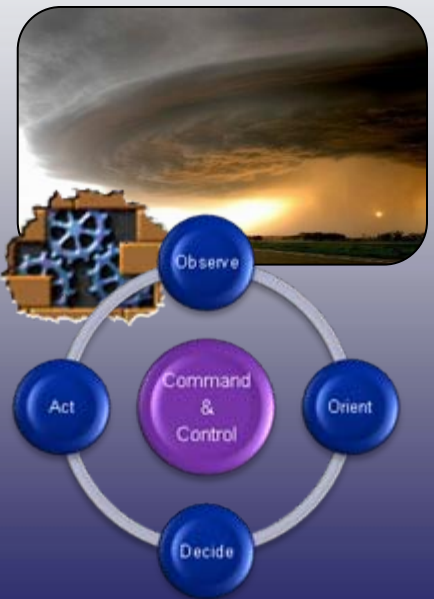 Observe
Command
&
Control
Act
Orient
Decide